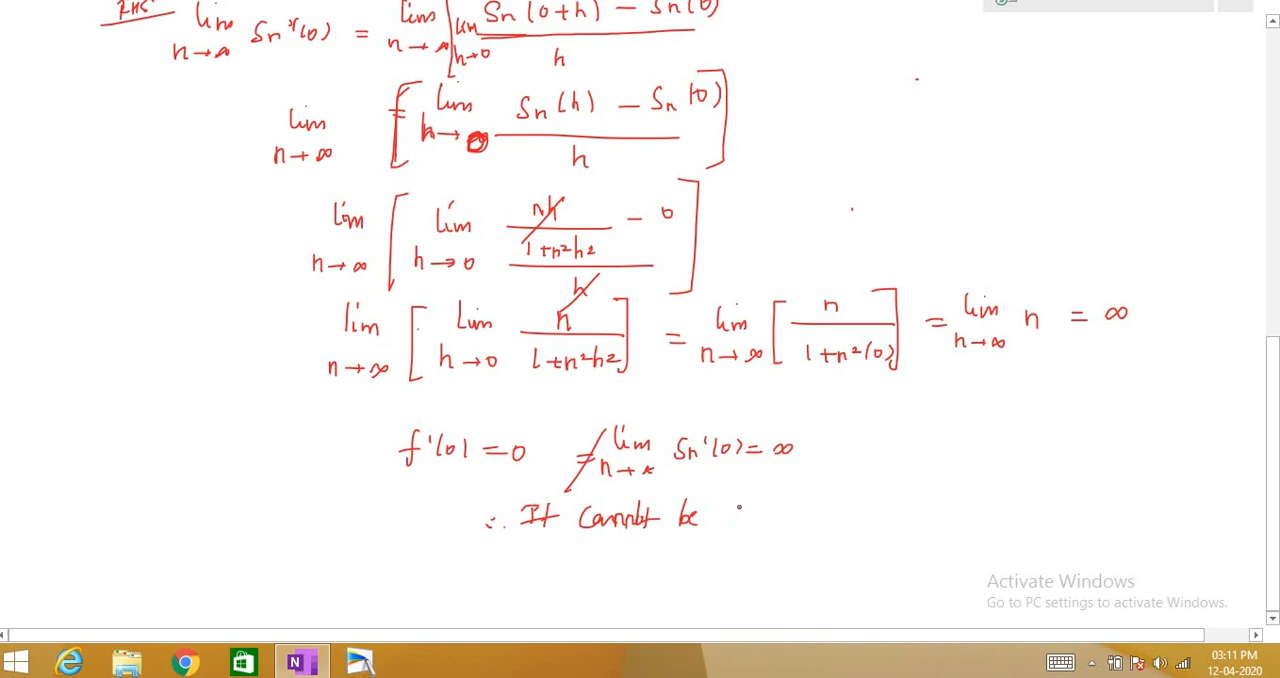 RHS lim n→∞ Sn'(0) = lim n→∞ [lim h→0 Sn(0+h) − Sn(0) / h
lim n→∞ = [lim h→0 Sn(h) − Sn(0) / h]
lim n→∞ [lim h→0 nh / 1+n²h² − 0 / h]
lim n→∞ [lim h→0 n / 1+n²h²] = lim n→∞ [n / 1+n²(0)] = lim n→∞ n = ∞
f'(0) = 0 ≠ lim n→∞ Sn'(0) = ∞
∴ It cannot be
Activate Windows
Go to PC settings to activate Windows.
03:11 PM
12-04-2020